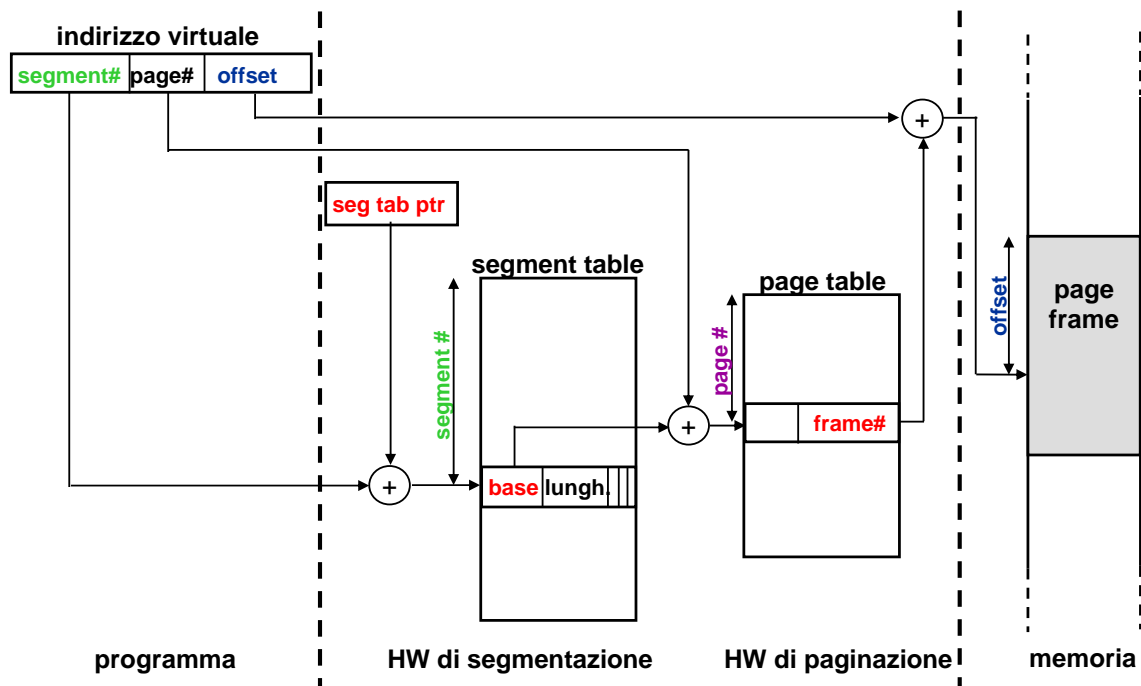 indirizzo virtuale
segment# page# offset
seg tab ptr
segment table
page table
segment #
page #
offset
page
frame
frame#
base lungh.
programma
HW di segmentazione
HW di paginazione
memoria
+
+
+